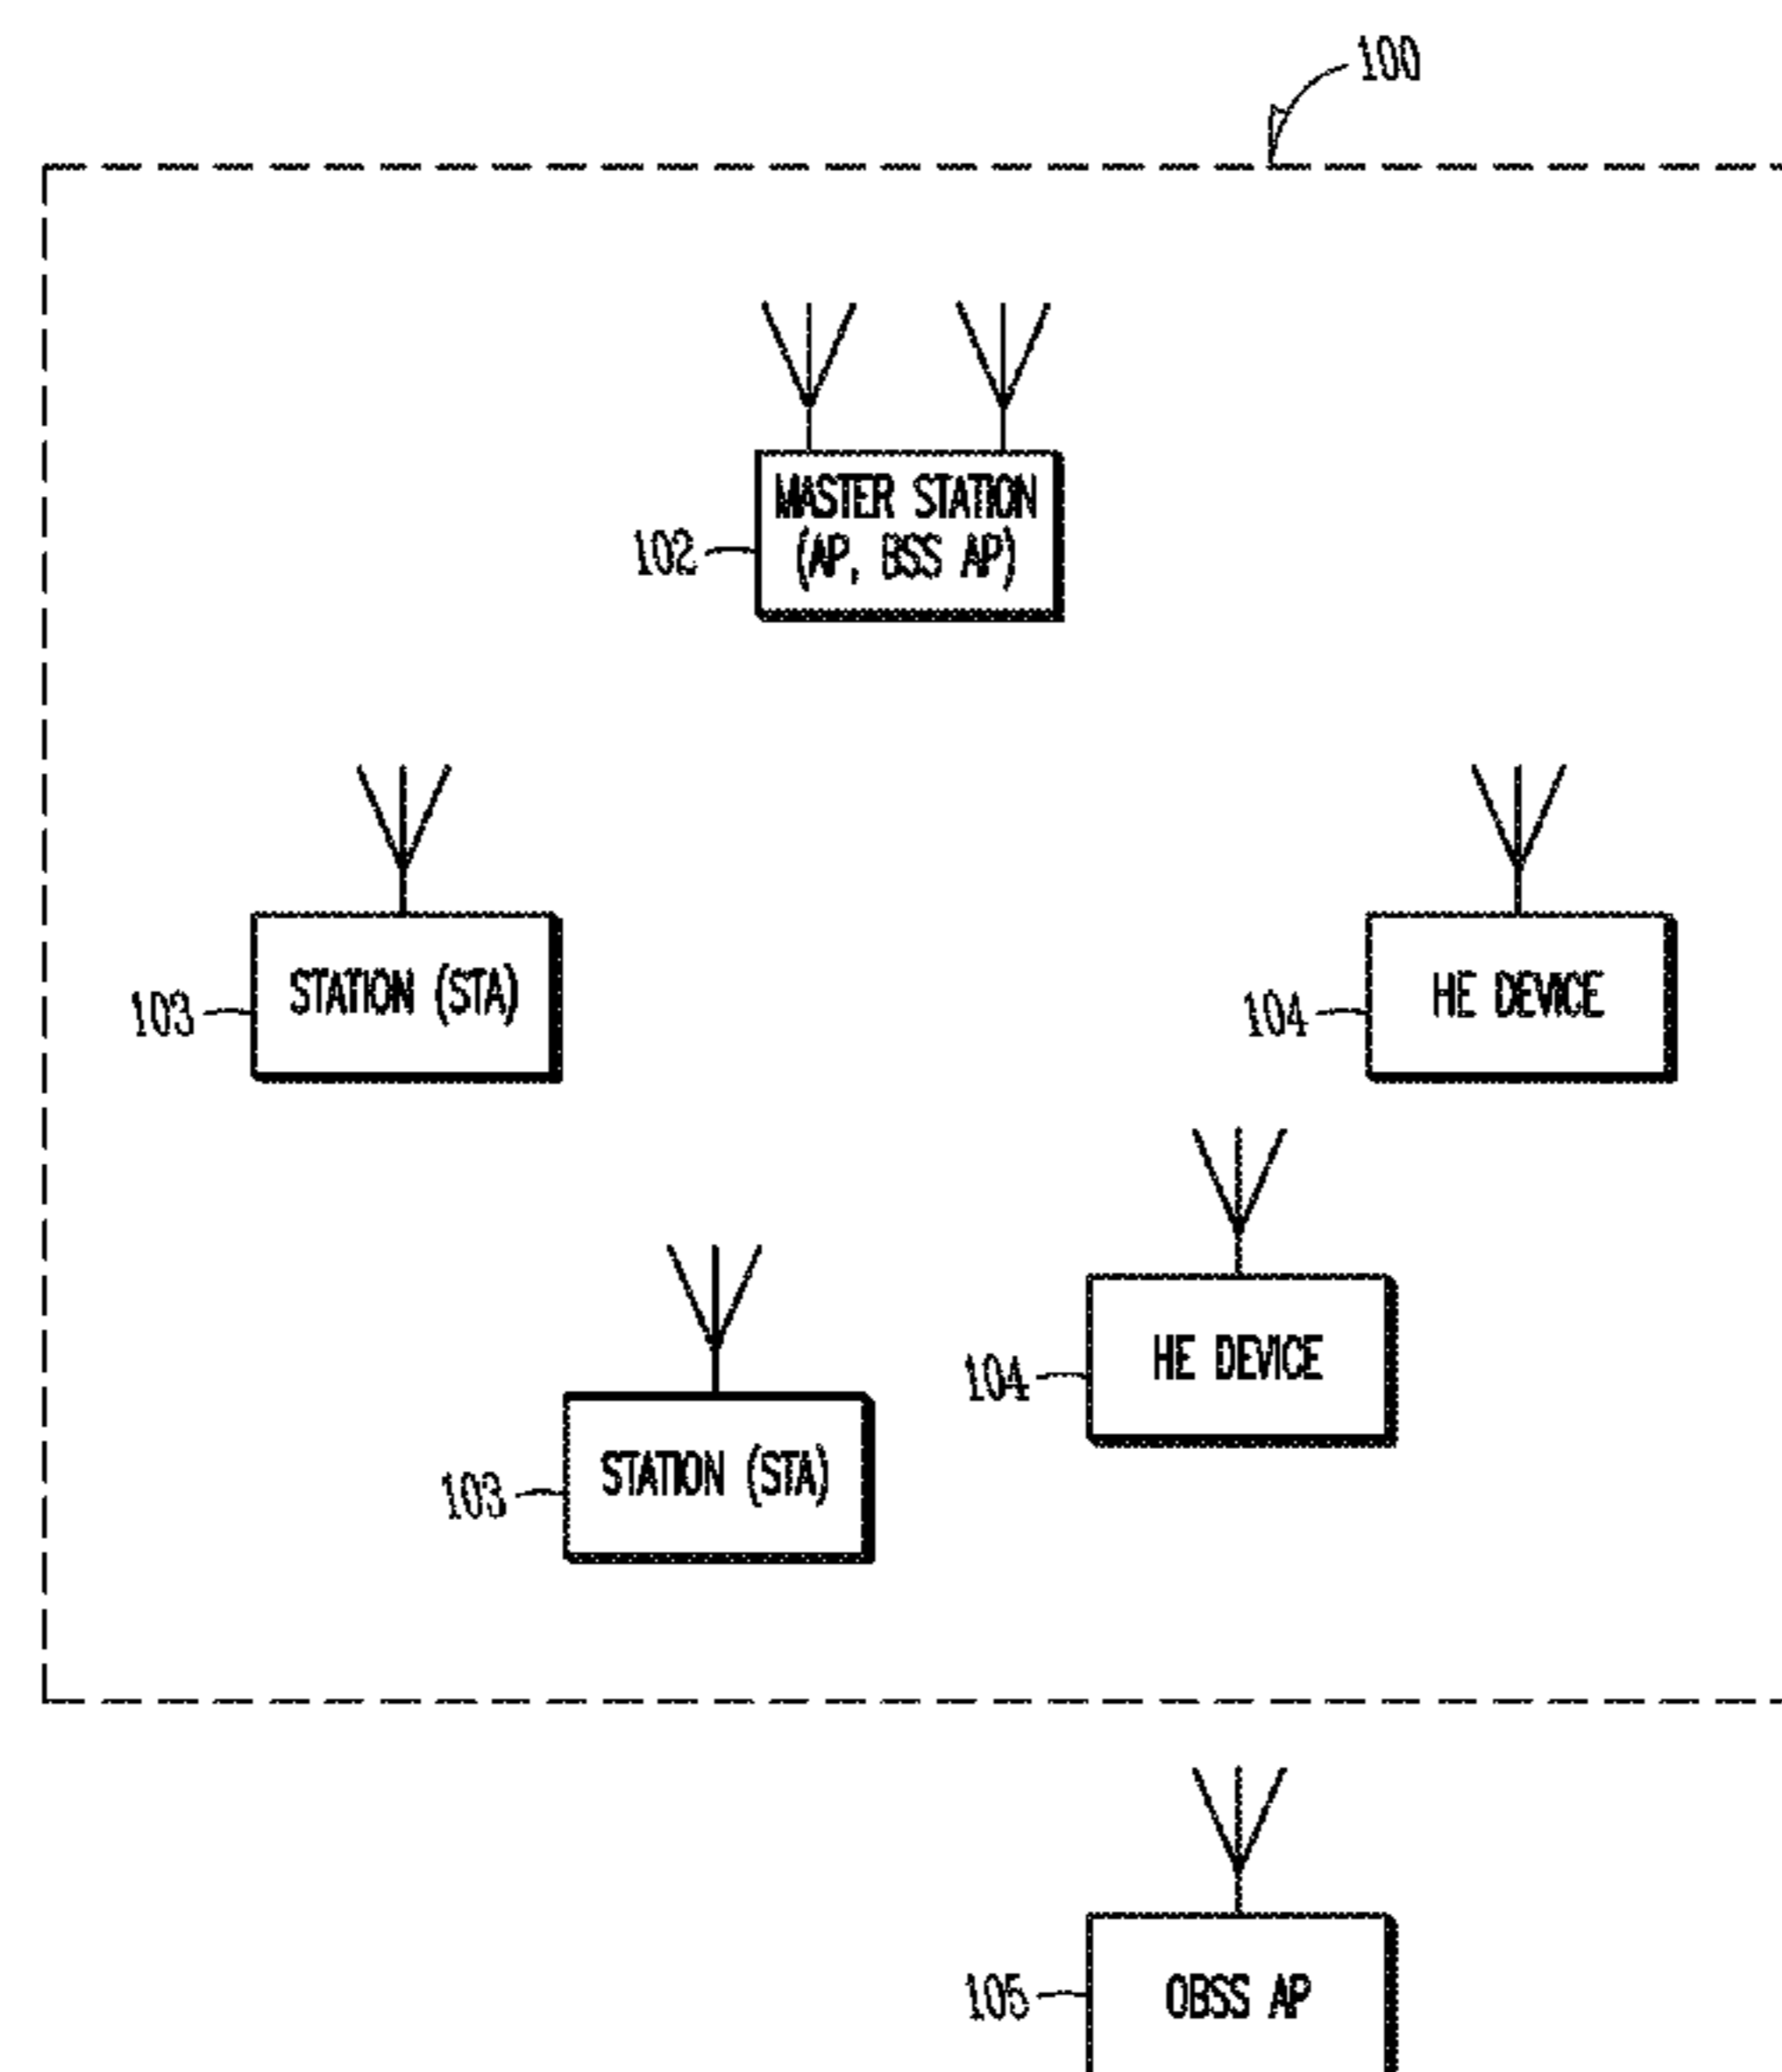 100
MASTER STATION
(AP, BSS AP)
102
STATION (STA)
103
HE DEVICE
104
HE DEVICE
104
STATION (STA)
103
OBSS AP
105